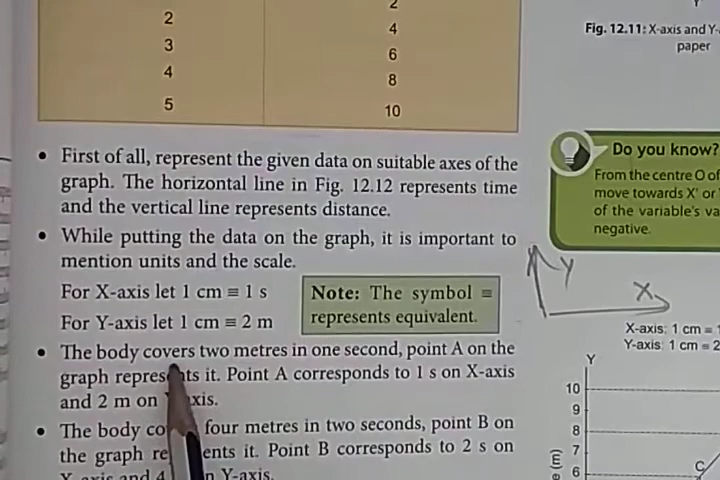 2
2
3
4
4
6
5
8
10
Fig. 12.11: X-axis and Y-
paper
• First of all, represent the given data on suitable axes of the
graph. The horizontal line in Fig. 12.12 represents time
and the vertical line represents distance.
• While putting the data on the graph, it is important to
mention units and the scale.
For X-axis let 1 cm ≡ 1 s
For Y-axis let 1 cm ≡ 2 m
Note: The symbol ≡
represents equivalent.
• The body covers two metres in one second, point A on the
graph represents it. Point A corresponds to 1 s on X-axis
and 2 m on axis.
• The body four metres in two seconds, point B on
the graph it. Point B corresponds to 2 s on
X-axis and 4 Y-axis.
Do you know?
From the centre O of
move towards X' or
of the variable's va
negative.
Y
X
X-axis: 1 cm =
Y-axis: 1 cm = 2
Y
10
9
8
7
6
C